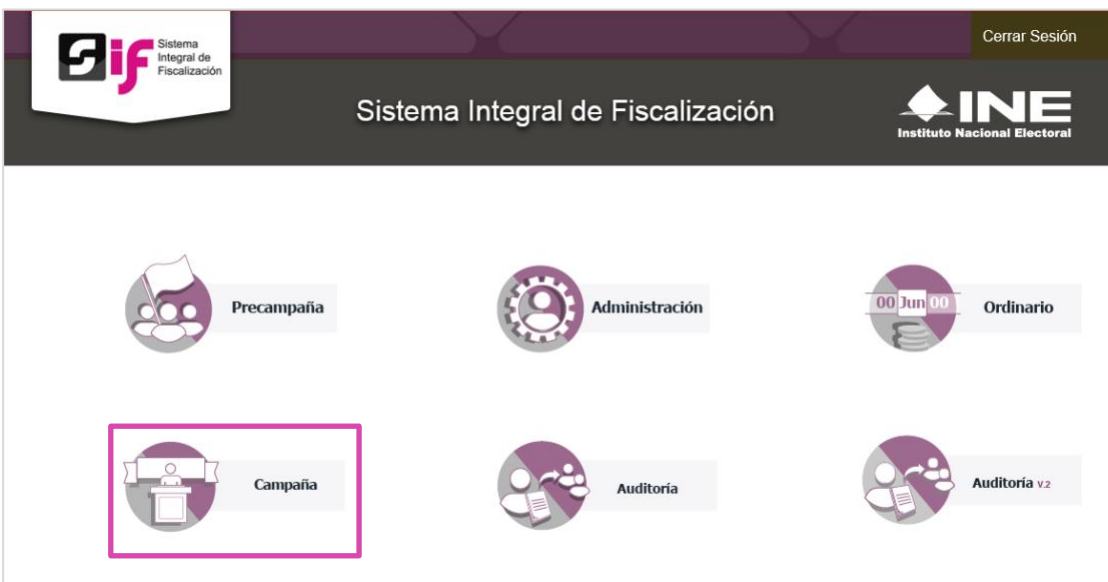 Sif
Sistema
Integral de
Fiscalización
Cerrar Sesión
Sistema Integral de Fiscalización
INE
Instituto Nacional Electoral
Precampaña
Administración
00 Jun 00
Ordinario
Campaña
Auditoría
Auditoría v.2